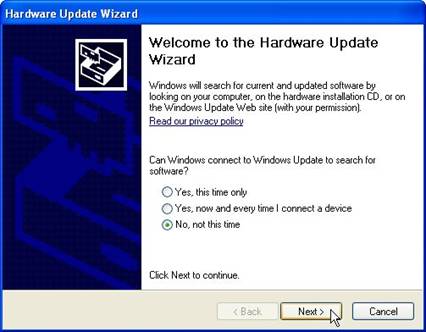 Hardware Update Wizard
Welcome to the Hardware Update
Wizard
Windows will search for current and updated software by
looking on your computer, on the hardware installation CD, or on
the Windows Update Web site (with your permission).
Read our privacy policy
Can Windows connect to Windows Update to search for
software?
Yes, this time only
Yes, now and every time I connect a device
No, not this time
Click Next to continue.
< Back
Next >
Cancel